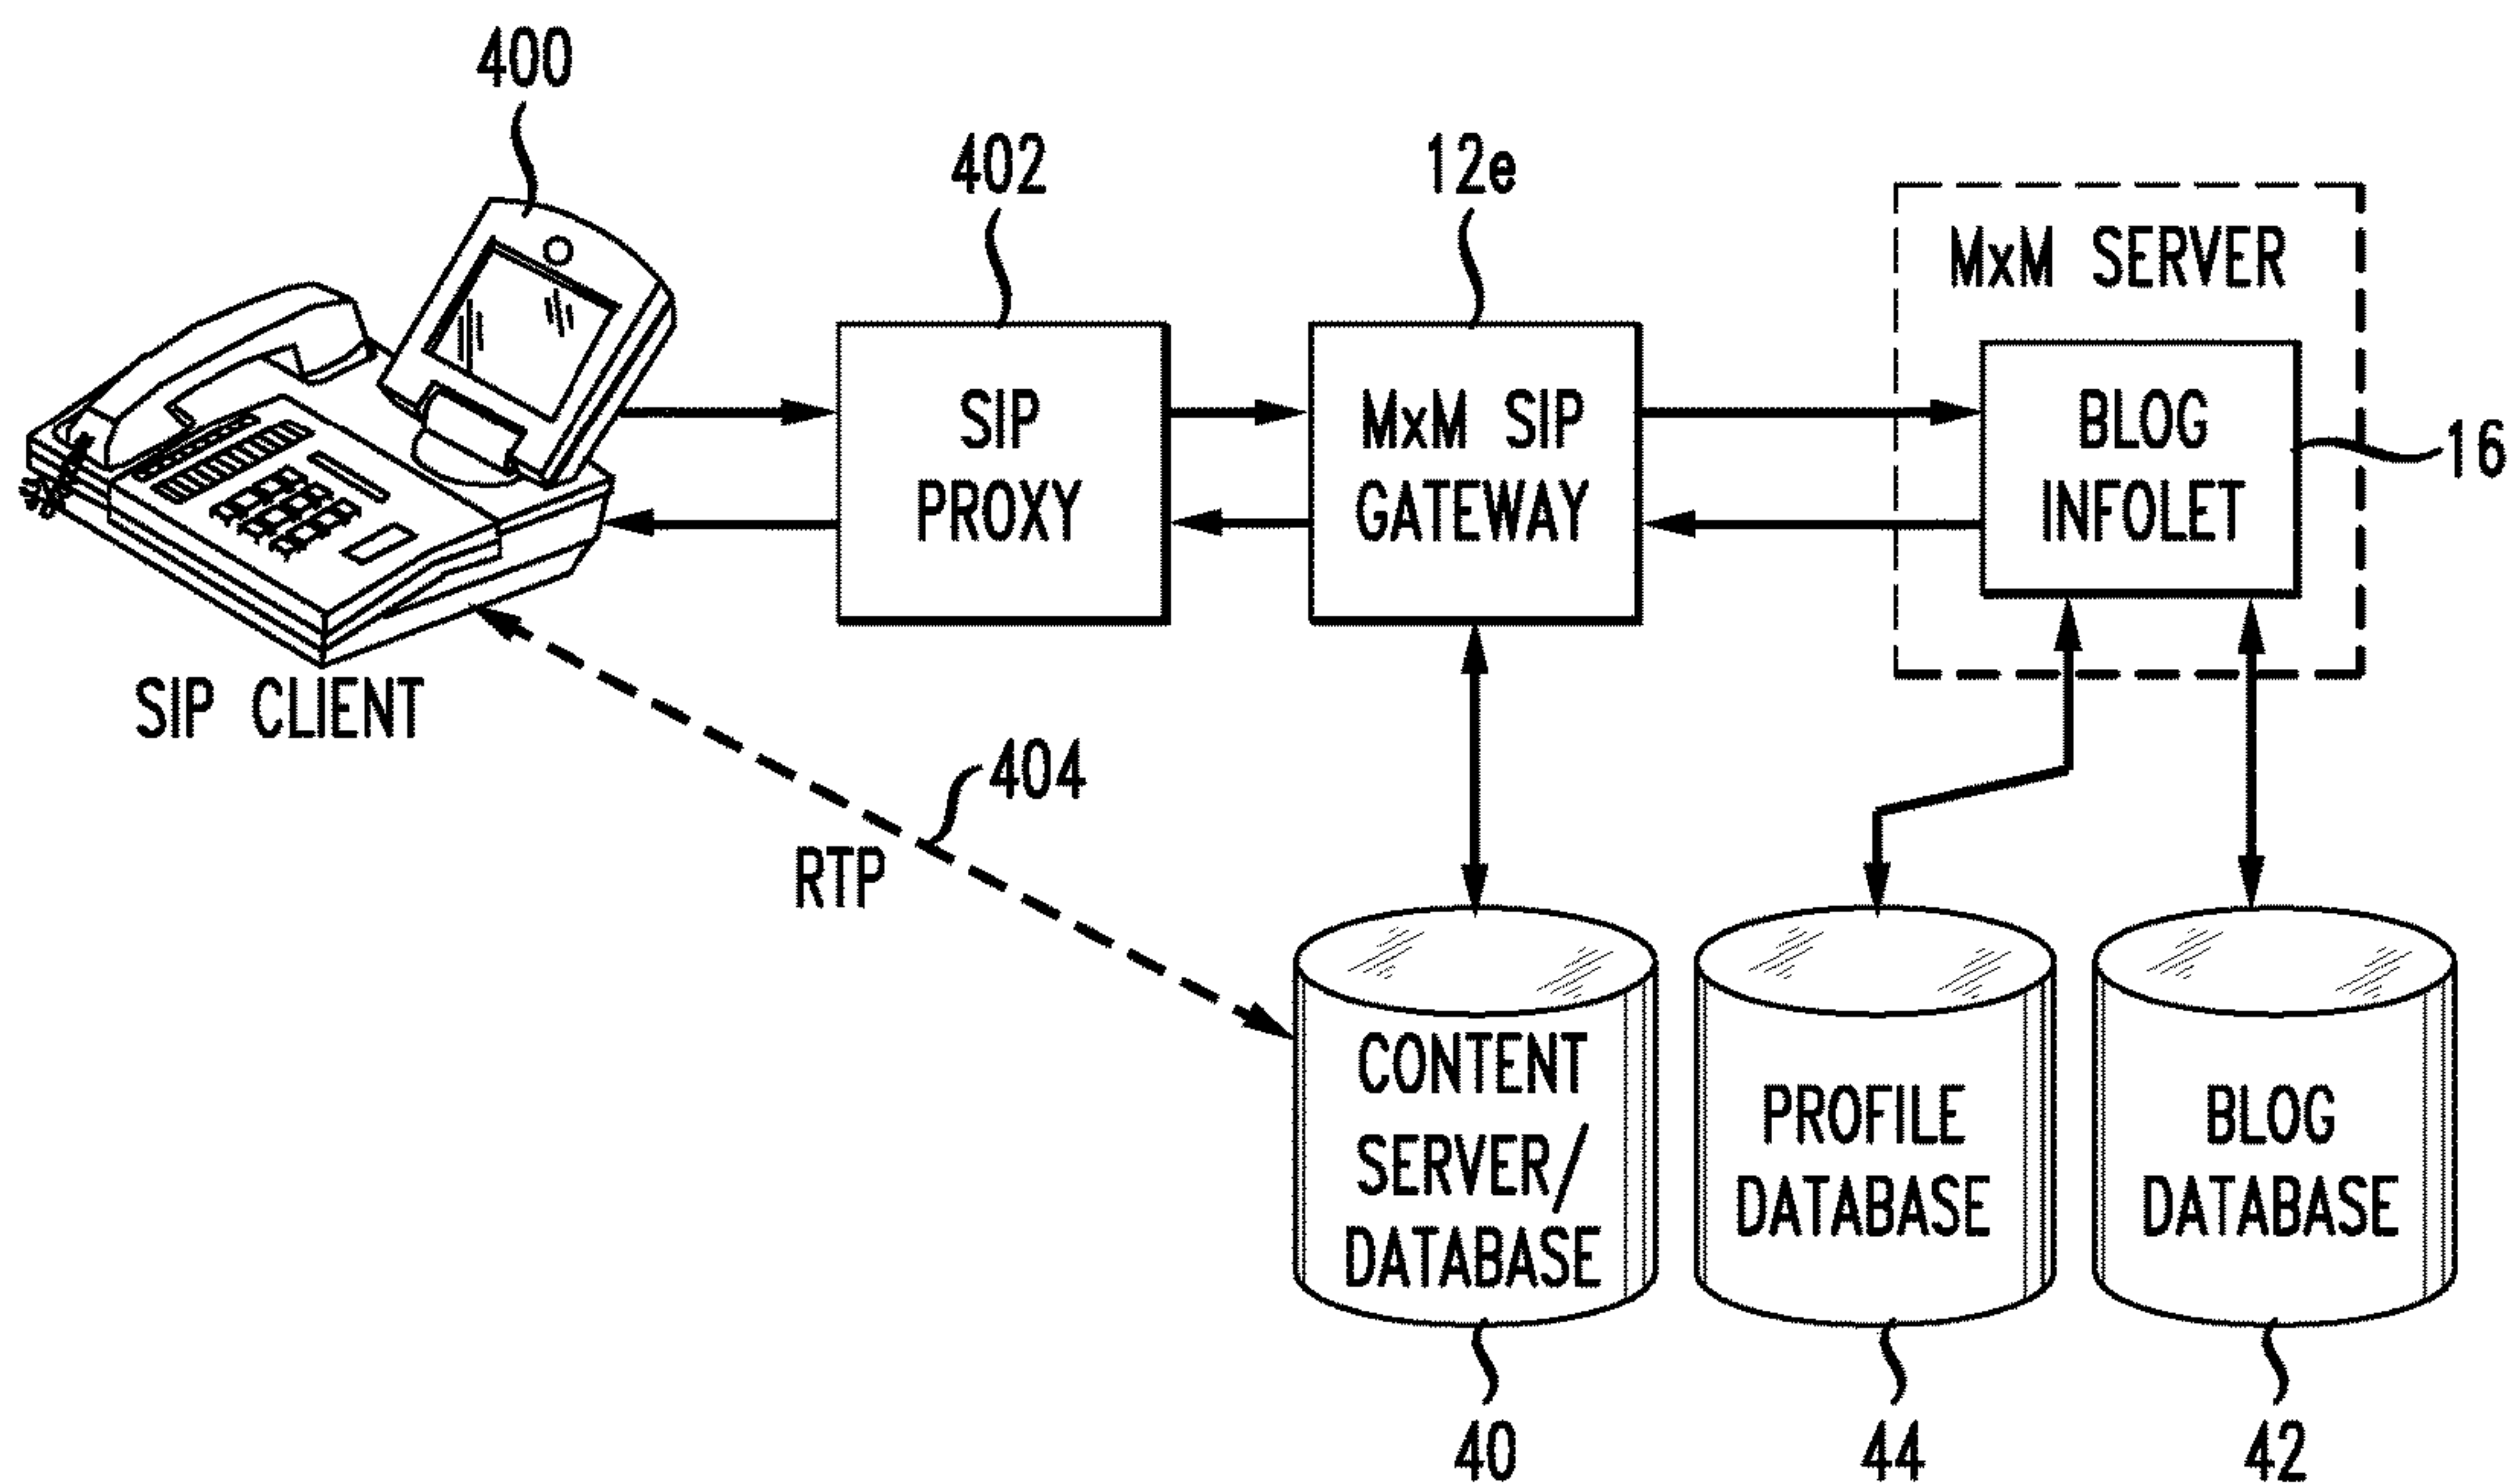 400
402
12e
MxM SERVER
SIP
PROXY
MxM SIP
GATEWAY
BLOG
INFOLET
16
SIP CLIENT
404
RTP
CONTENT
SERVER/
DATABASE
PROFILE
DATABASE
BLOG
DATABASE
40
44
42